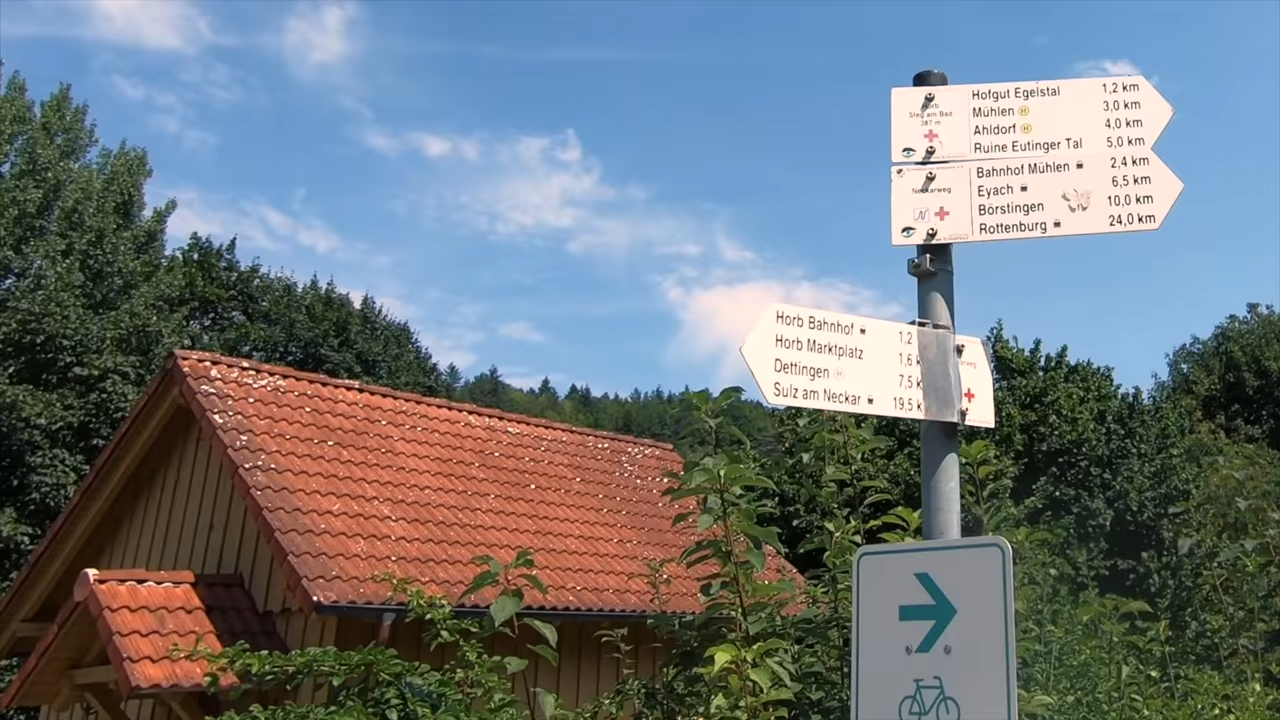 Horb
Steg am Bad
387 m
Hofgut Egelstal 1,2 km
Mühlen H 3,0 km
Ahldorf H 4,0 km
Ruine Eutinger Tal 5,0 km
Neckarweg
Bahnhof Mühlen 2,4 km
Eyach 6,5 km
Börstingen 10,0 km
Rottenburg 24,0 km
Horb Bahnhof 1,2
Horb Marktplatz 1,6 k
Dettingen H 7,5 k
Sulz am Neckar 19,5 k
arweg